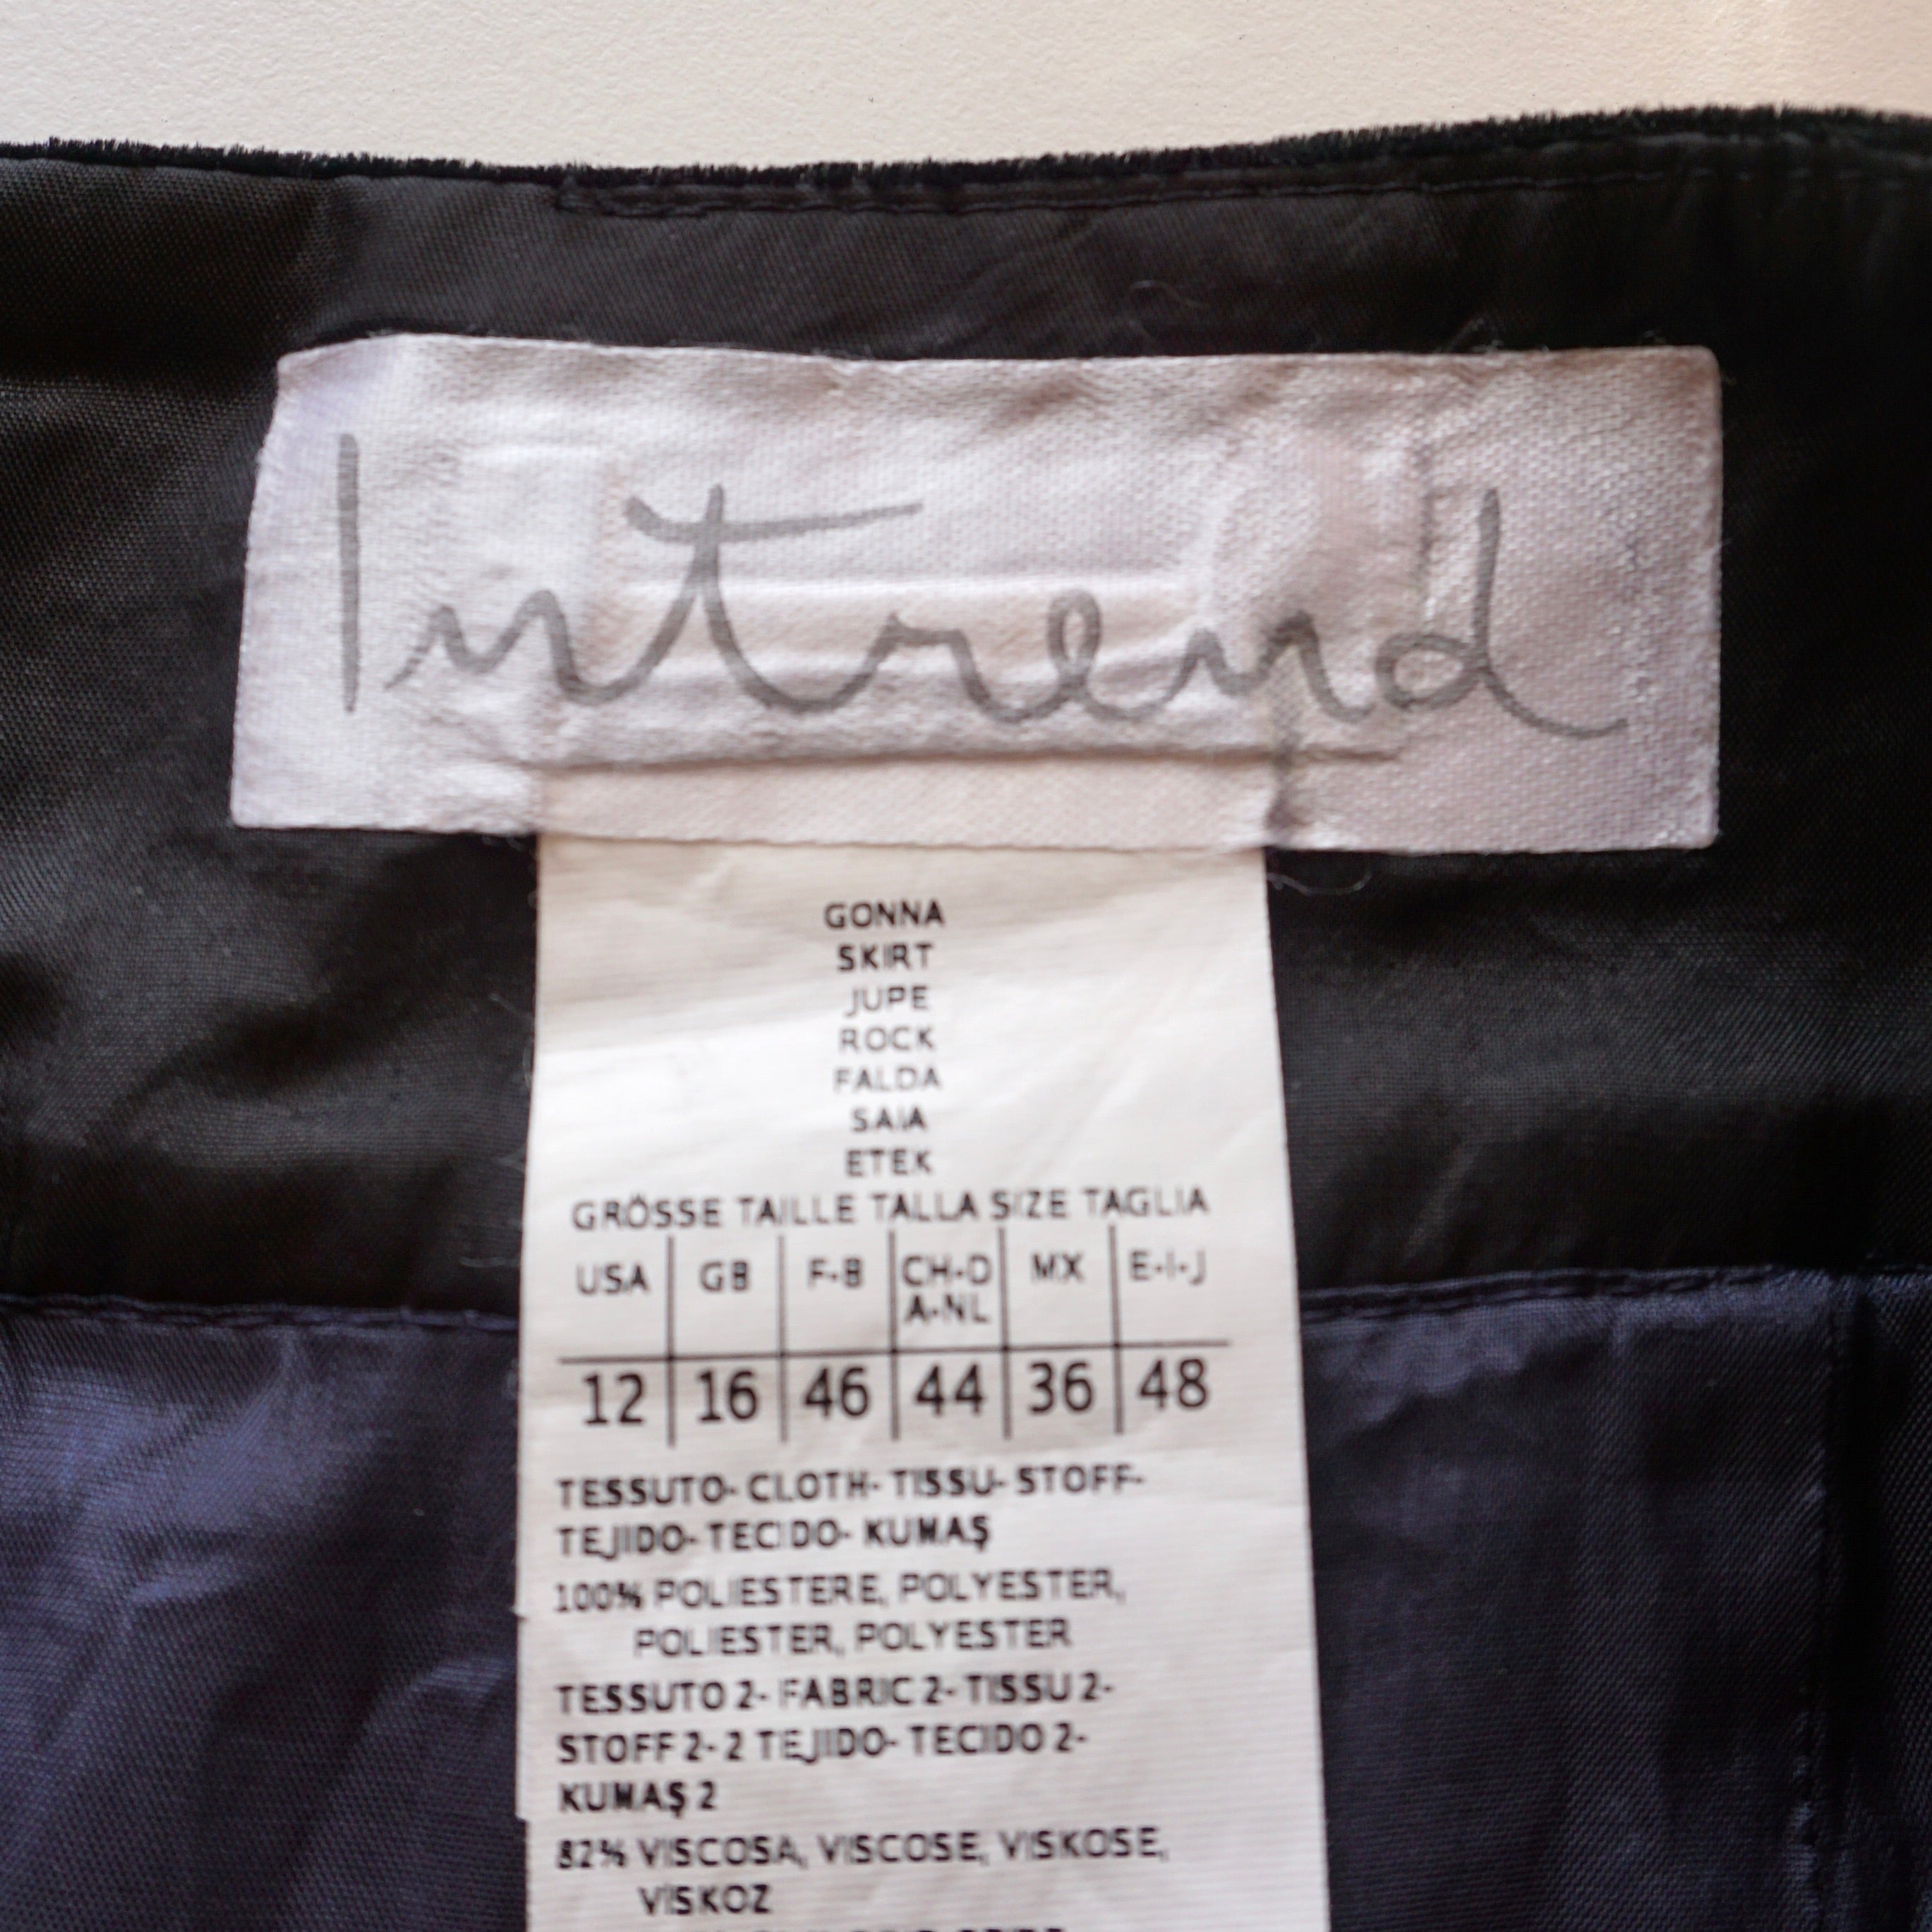 Intrend
GONNA
SKIRT
JUPE
ROCK
FALDA
SAIA
ETEK
GRÖSSE TAILLE TALLA SIZE TAGLIA
USA GB F-B CH-D A-NL MX E-I-J
12 16 46 44 36 48
TESSUTO- CLOTH- TISSU- STOFF-
TEJIDO- TECIDO- KUMAŞ
100% POLIESTERE, POLYESTER,
POLIESTER, POLYESTER
TESSUTO 2- FABRIC 2- TISSU 2-
STOFF 2- 2 TEJIDO- TECIDO 2-
KUMAŞ 2
82% VISCOSA, VISCOSE, VISKOSE,
VISKOZ